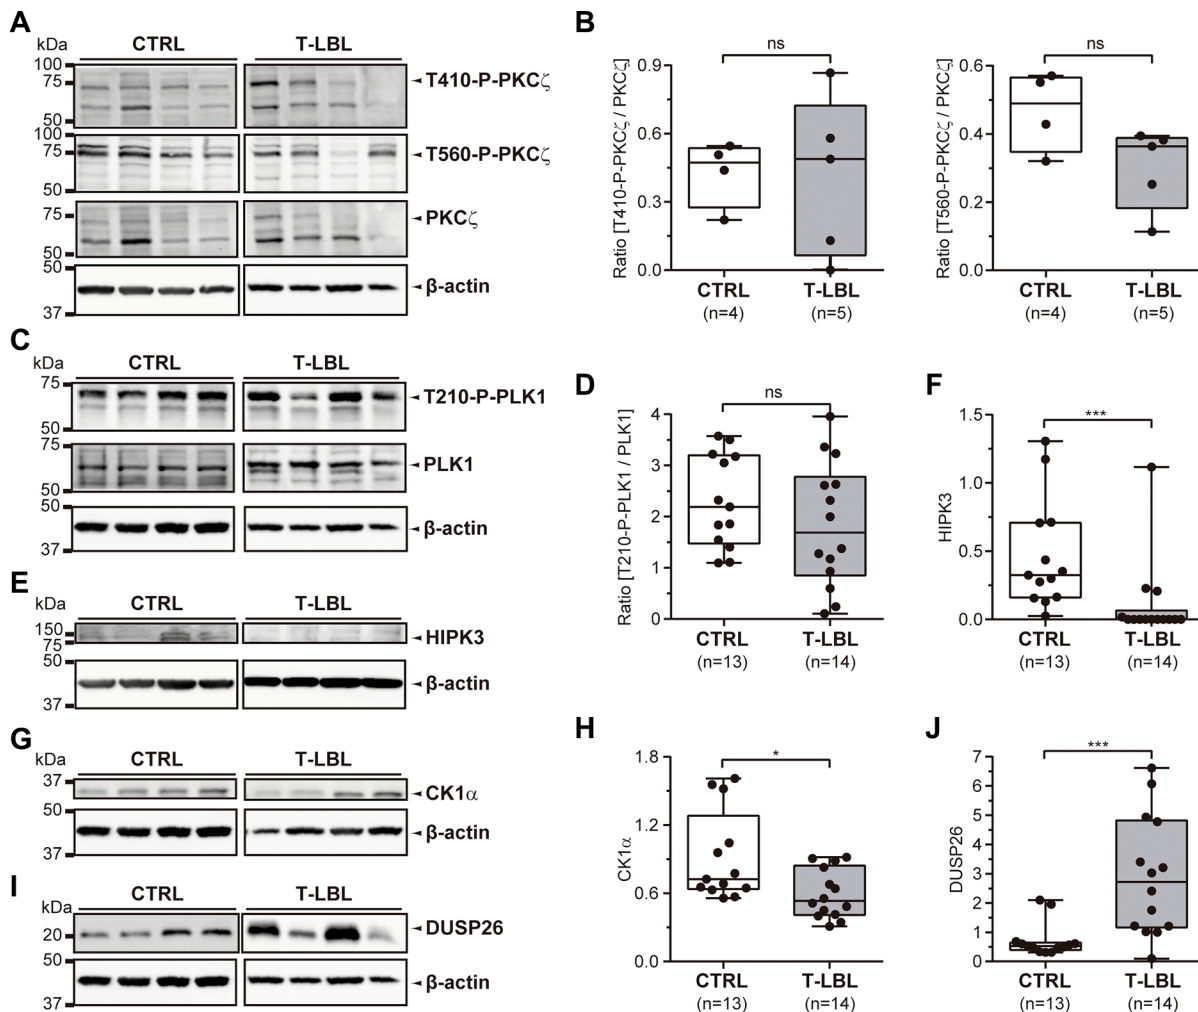 A
kDa
CTRL
T-LBL
100
75
50
T410-P-PKCζ
100
75
50
T560-P-PKCζ
75
50
PKCζ
50
37
β-actin
B
ns
Ratio [T410-P-PKCζ / PKCζ]
0.9
0.6
0.3
0.0
CTRL
T-LBL
(n=4)
(n=5)
ns
Ratio [T560-P-PKCζ / PKCζ]
0.6
0.4
0.2
0.0
CTRL
T-LBL
(n=4)
(n=5)
C
kDa
CTRL
T-LBL
75
50
T210-P-PLK1
75
50
PLK1
50
37
β-actin
D
ns
Ratio [T210-P-PLK1 / PLK1]
4
3
2
1
0
CTRL
T-LBL
(n=13)
(n=14)
E
kDa
CTRL
T-LBL
150
75
HIPK3
50
37
β-actin
F
***
HIPK3
1.5
1.0
0.5
0.0
CTRL
T-LBL
(n=13)
(n=14)
G
kDa
CTRL
T-LBL
37
CK1α
50
37
β-actin
H
*
CK1α
1.8
1.2
0.6
0.0
CTRL
T-LBL
(n=13)
(n=14)
I
kDa
CTRL
T-LBL
20
DUSP26
50
37
β-actin
J
***
DUSP26
7
6
5
4
3
2
1
0
CTRL
T-LBL
(n=13)
(n=14)